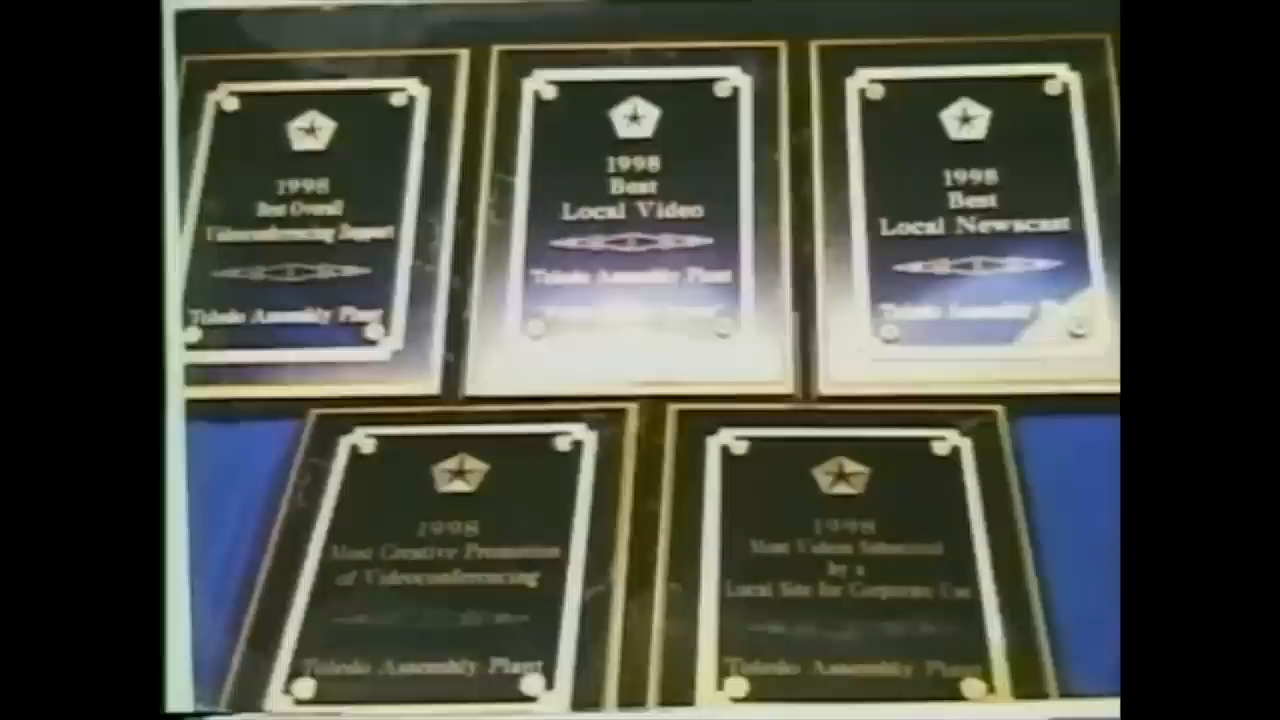 1998
Best Overall
Videoconferencing Support
Toledo Assembly Plant
1998
Best
Local Video
Toledo Assembly Plant
1998
Best
Local Newscast
Toledo Assembly Plant
1998
Most Creative Promotion
of Videoconferencing
Toledo Assembly Plant
1998
Most Videos Submitted
by a
Local Site for Corporate Use
Toledo Assembly Plant